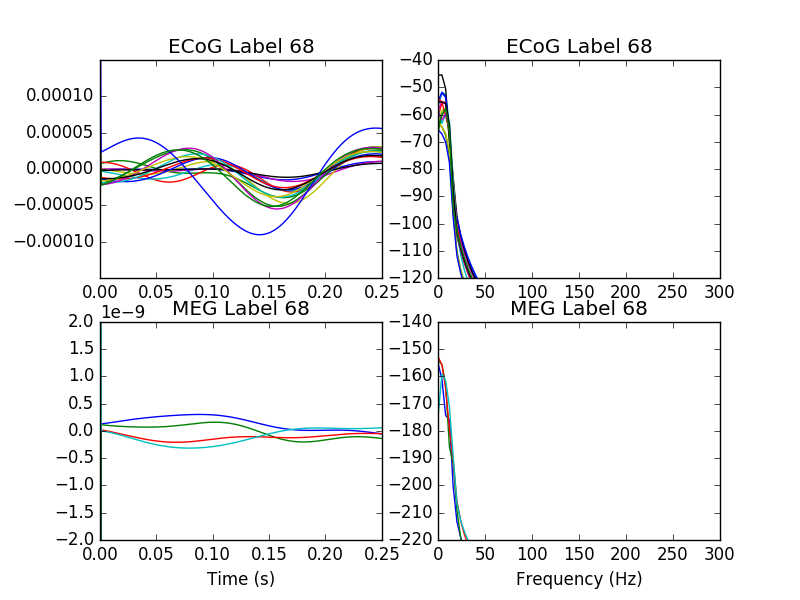 ECoG Label 68
0.00010
0.00005
0.00000
−0.00005
−0.00010
0.00 0.05 0.10 0.15 0.20 0.25
ECoG Label 68
−40
−50
−60
−70
−80
−90
−100
−110
−120
0 50 100 150 200 250 300
MEG Label 68
1e−9
2.0
1.5
1.0
0.5
0.0
−0.5
−1.0
−1.5
−2.0
0.00 0.05 0.10 0.15 0.20 0.25
Time (s)
MEG Label 68
−140
−150
−160
−170
−180
−190
−200
−210
−220
0 50 100 150 200 250 300
Frequency (Hz)